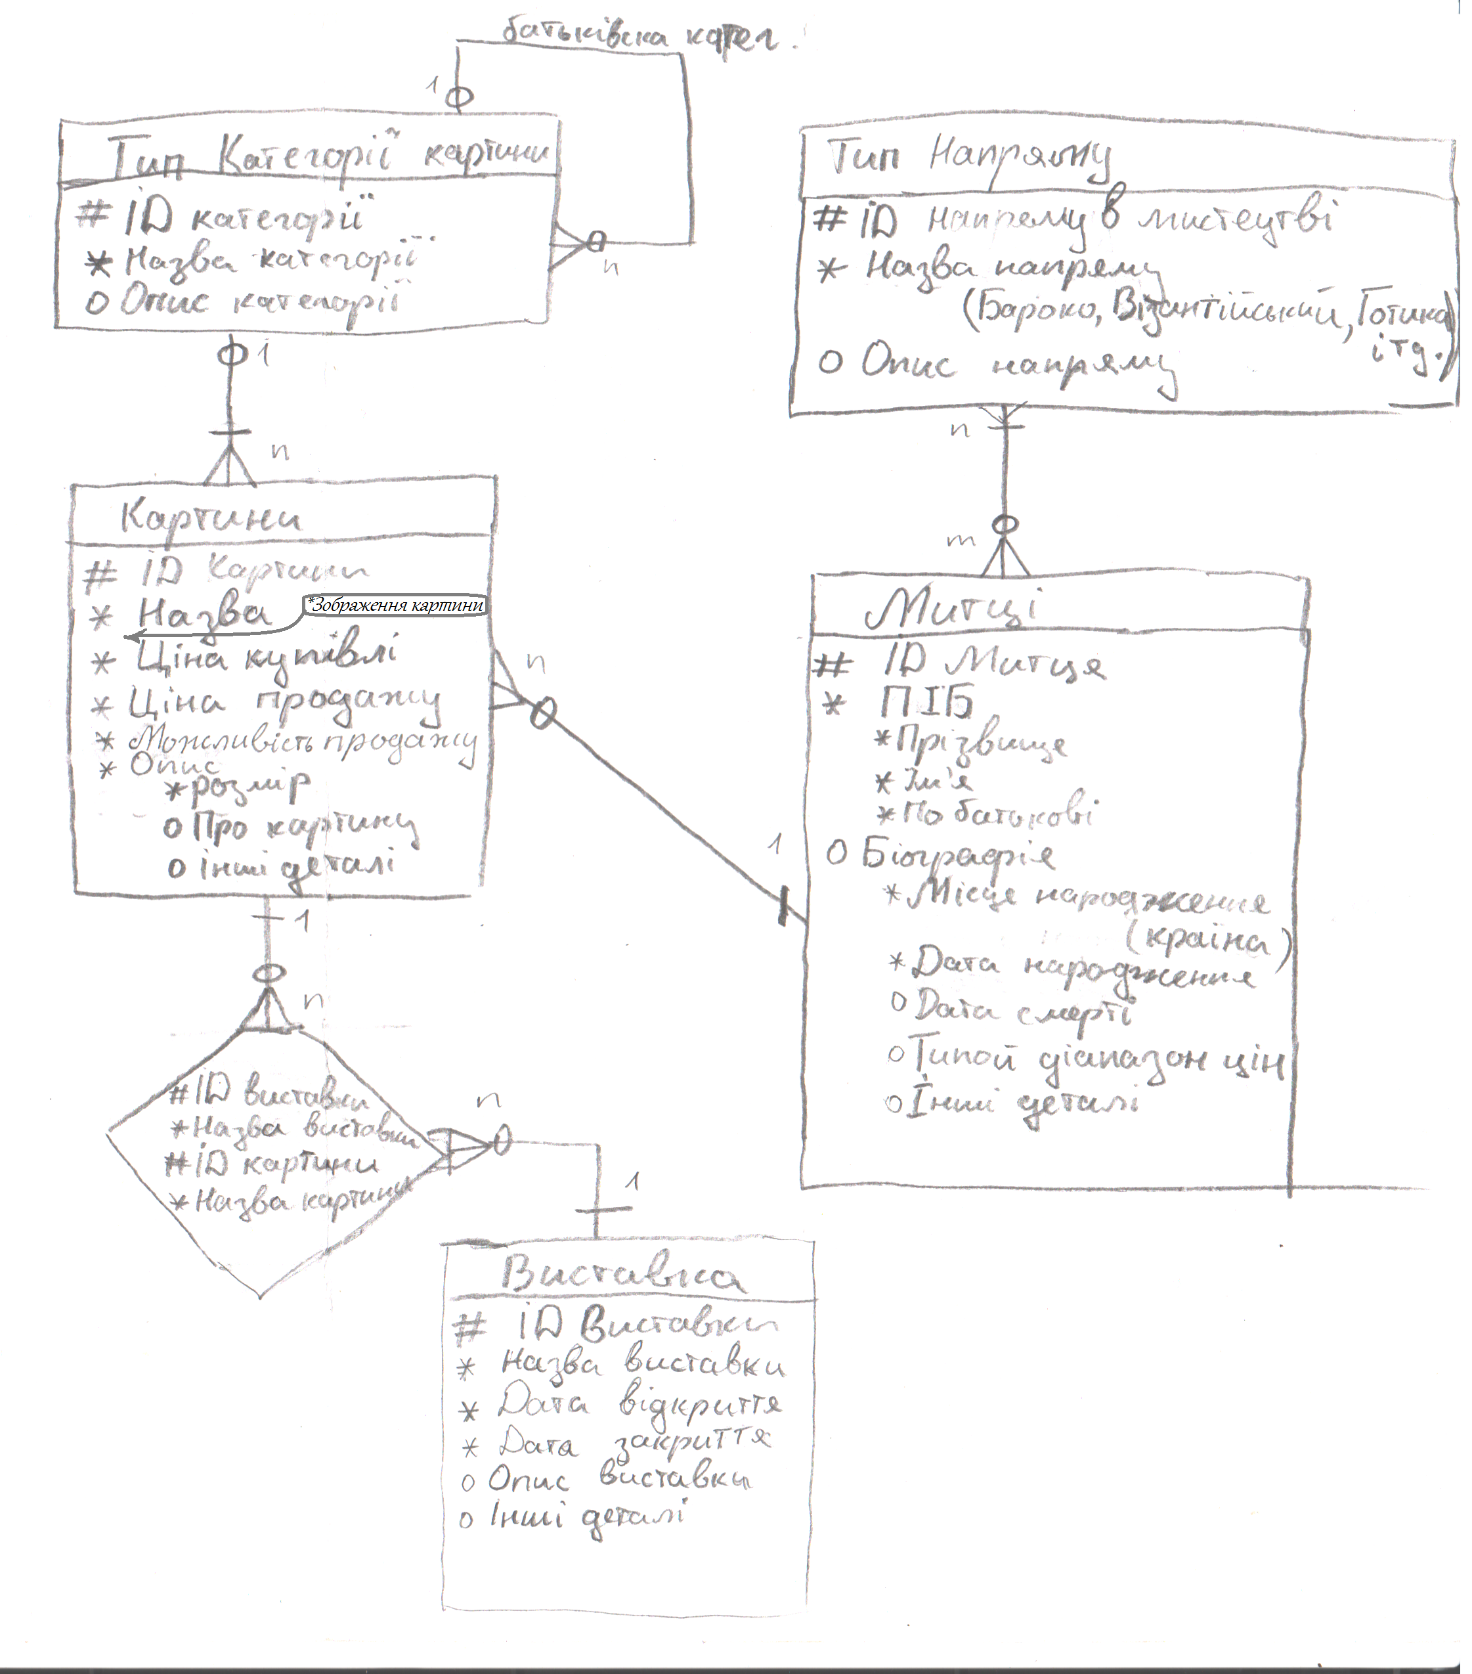 батьківска катег.
1
Тип Категорії картини
# ID категорії
* Назва категорії
o Опис категорії
n
1
n
Тип Напряму
# ID напряму в мистецтві
* Назва напряму
(Бароко, Візантійський, Готика
і тд.)
o Опис напряму
n
m
Картини
# ID Картини
* Назва
*Зображення картини
* Ціна купівлі
* Ціна продажу
* Можливість продажу
* Опис
* розмір
o Про картину
o інші деталі
n
1
1
n
Митці
# ID Митця
* ПІБ
* Прізвище
* Ім'я
* По батькові
o Біографія
* Місце народження
(країна)
* Дата народження
o Дата смерті
o Типой діапазон цін
o Інші деталі
# ID виставки
* Назва виставки
# ID картини
* Назва картини
n
1
Виставка
# ID Виставки
* Назва виставки
* Дата відкриття
* Дата закриття
o Опис виставки
o Інші деталі